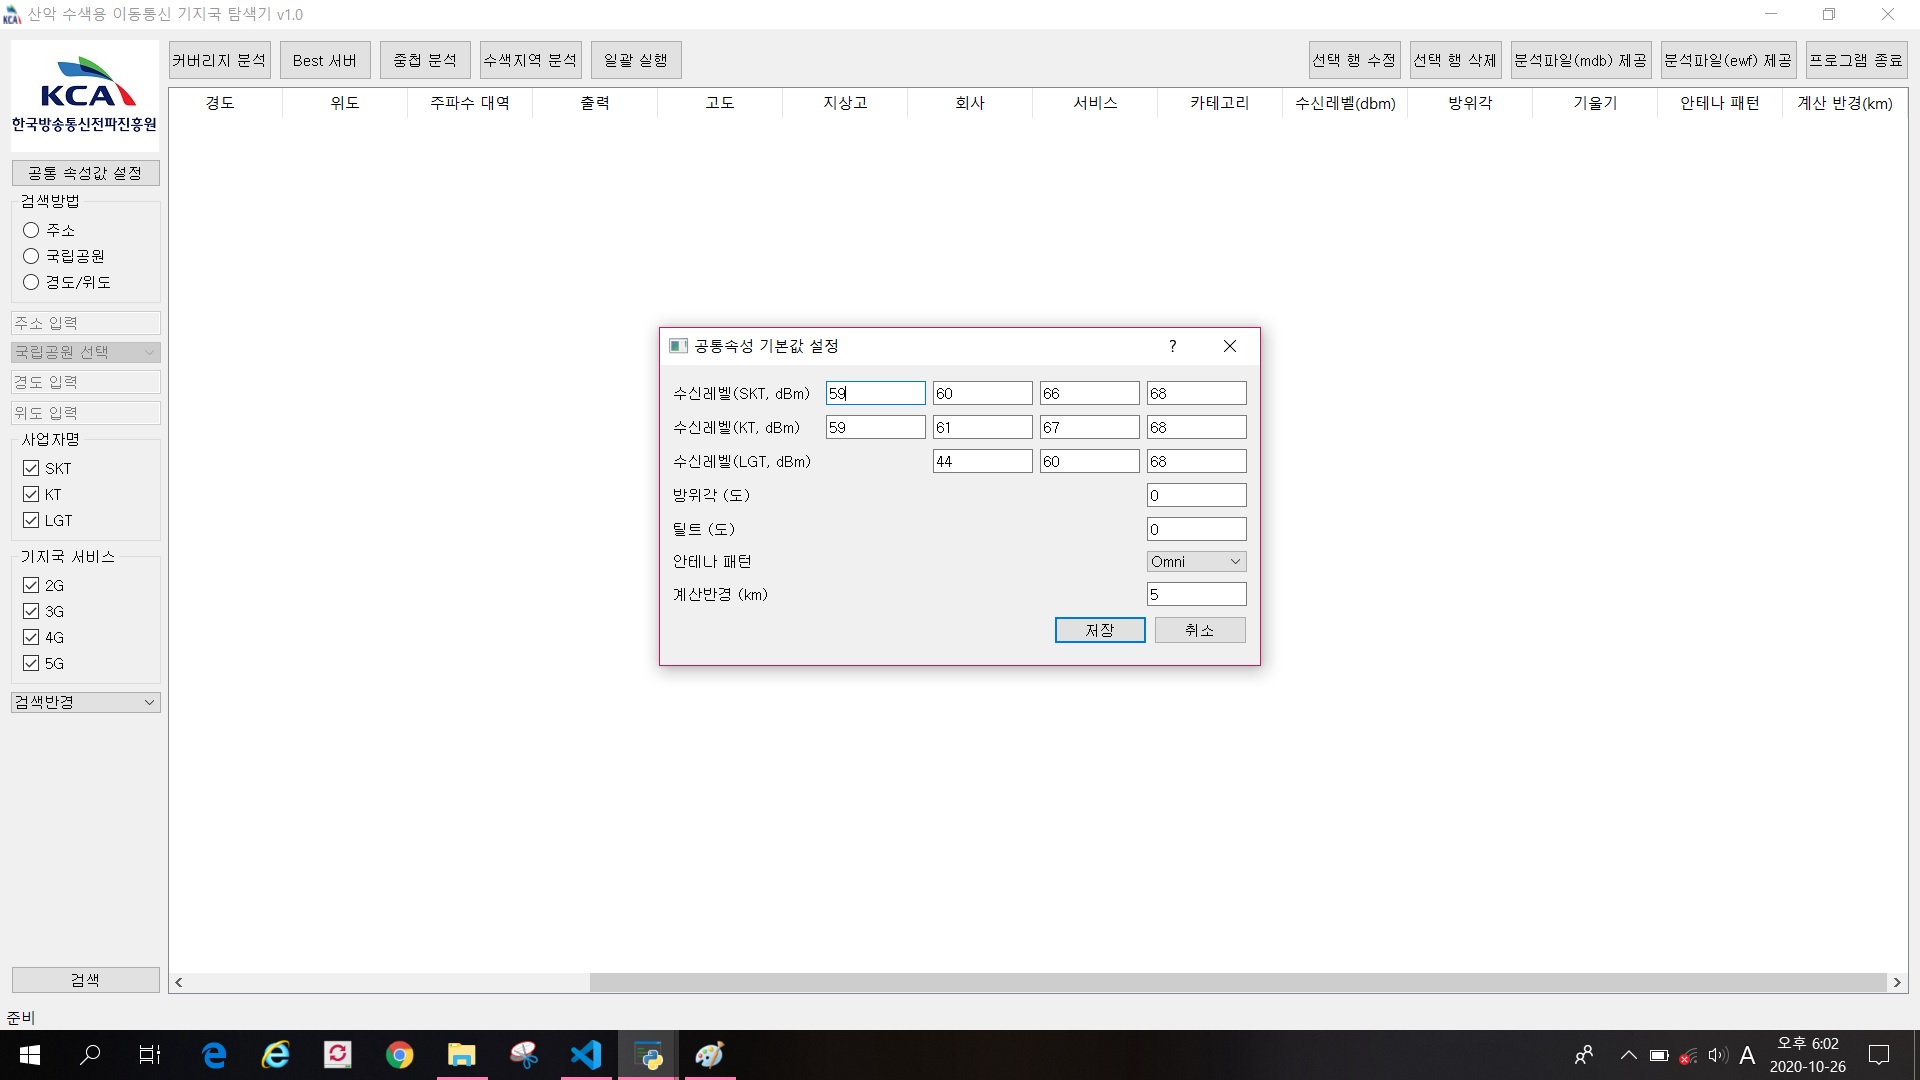 산악 수색용 이동통신 기지국 탐색기 v1.0
KCA
한국방송통신전파진흥원
커버리지 분석 Best 서버 중첩 분석 수색지역 분석 일괄 실행 선택 행 수정 선택 행 삭제 분석파일(mdb) 제공 분석파일(ewf) 제공 프로그램 종료
경도 위도 주파수 대역 출력 고도 지상고 회사 서비스 카테고리 수신레벨(dbm) 방위각 기울기 안테나 패턴 계산 반경(km)
공통 속성값 설정
검색방법
주소
국립공원
경도/위도
주소 입력
국립공원 선택
경도 입력
위도 입력
사업자명
SKT
KT
LGT
기지국 서비스
2G
3G
4G
5G
검색반경
검색
공통속성 기본값 설정 ?
수신레벨(SKT, dBm) 59 60 66 68
수신레벨(KT, dBm) 59 61 67 68
수신레벨(LGT, dBm) 44 60 68
방위각 (도) 0
틸트 (도) 0
안테나 패턴 Omni
계산반경 (km) 5
저장 취소
준비
A
오후 6:02
2020-10-26